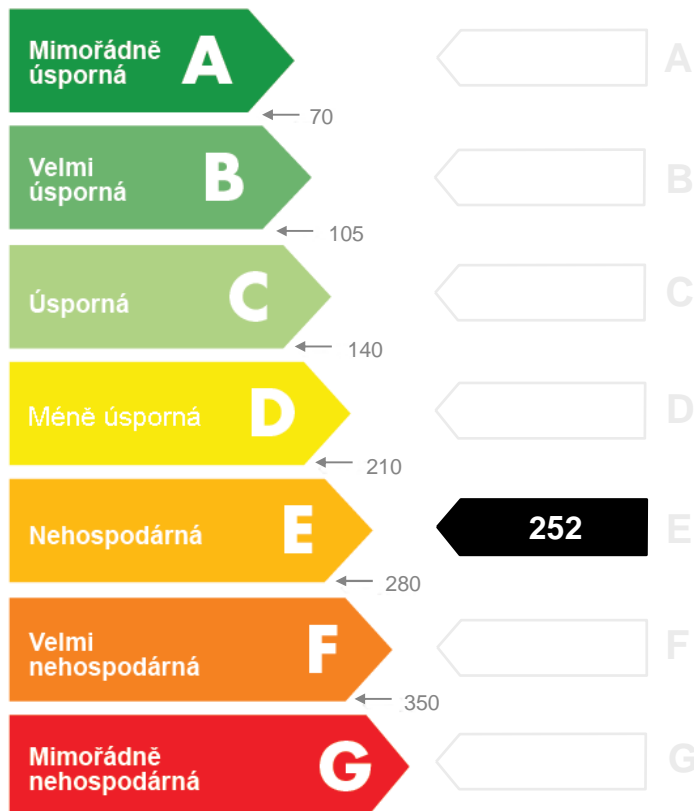 Mimořádně
úsporná
A
A
70
Velmi
úsporná
B
B
105
Úsporná
C
C
140
Méně úsporná
D
D
210
Nehospodárná
E
252
E
280
Velmi
nehospodárná
F
F
350
Mimořádně
nehospodárná
G
G